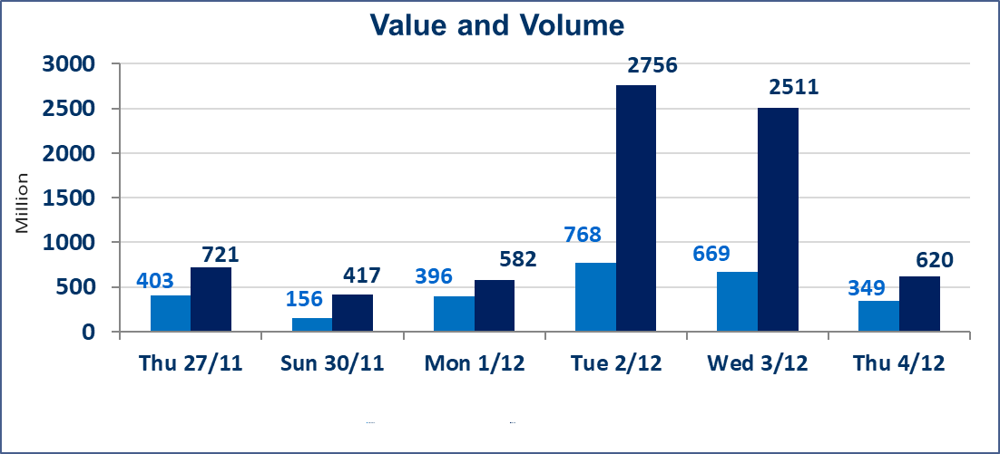 Value and Volume
3000
2500
2000
1500
1000
500
0
Million
403
721
156
417
396
582
768
2756
669
2511
349
620
Thu 27/11
Sun 30/11
Mon 1/12
Tue 2/12
Wed 3/12
Thu 4/12